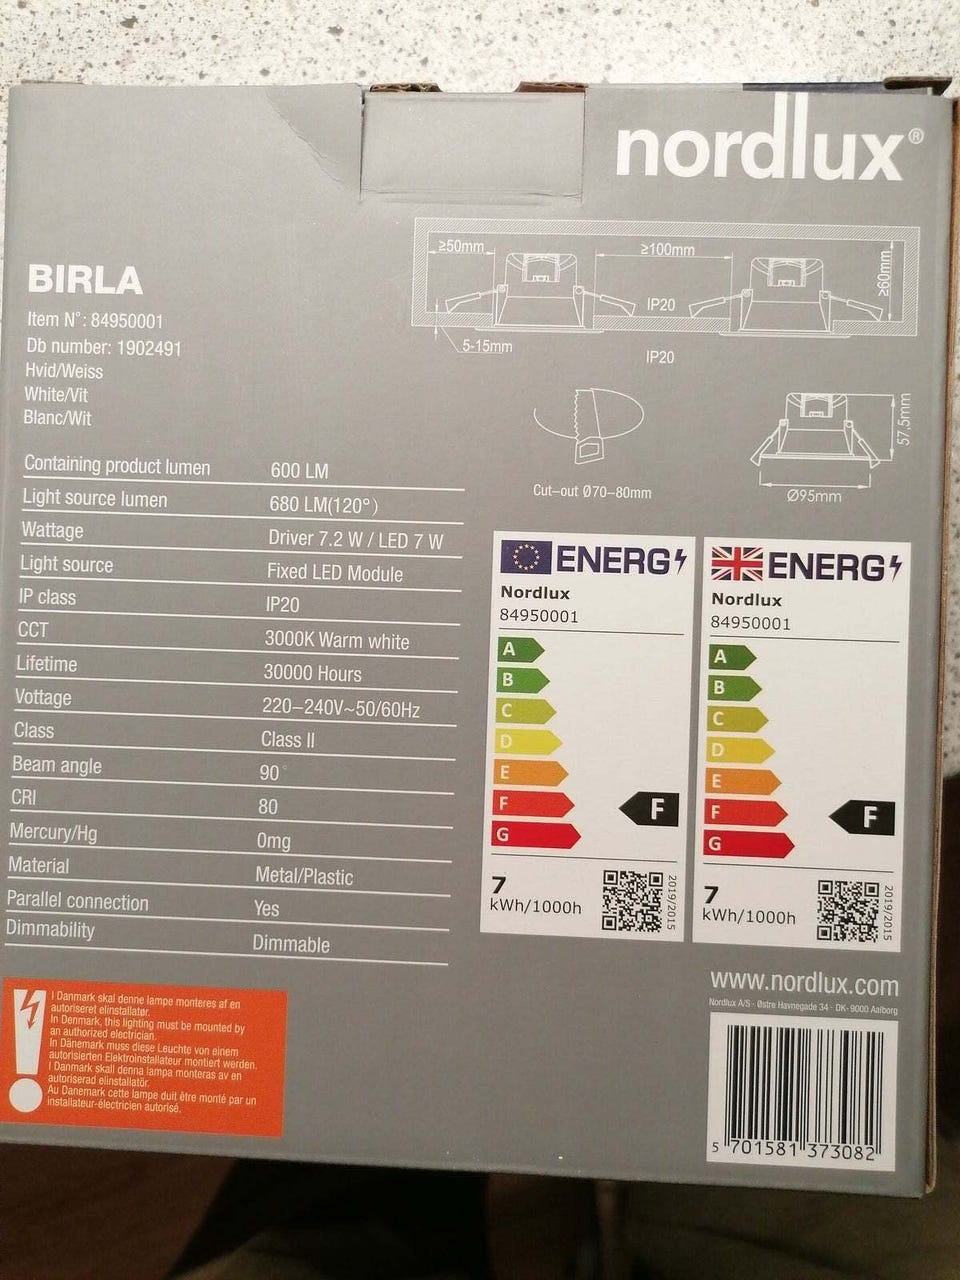 nordlux®
≥50mm
≥100mm
≥60mm
IP20
5-15mm
IP20
BIRLA
Item N°: 84950001
Db number: 1902491
Hvid/Weiss
White/Vit
Blanc/Wit
57,5mm
Cut-out Ø70-80mm
Ø95mm
Containing product lumen 600 LM
Light source lumen 680 LM(120°)
Wattage Driver 7.2 W / LED 7 W
Light source Fixed LED Module
IP class IP20
CCT 3000K Warm white
Lifetime 30000 Hours
Vottage 220-240V~50/60Hz
Class Class II
Beam angle 90°
CRI 80
Mercury/Hg 0mg
Material Metal/Plastic
Parallel connection Yes
Dimmability Dimmable
ENERG
Nordlux
84950001
A
B
C
D
E
F
G
F
7
kWh/1000h
2019/2015
ENERG
Nordlux
84950001
A
B
C
D
E
F
G
F
7
kWh/1000h
2019/2015
I Danmark skal denne lampe monteres af en
autoriseret elinstallatør.
In Denmark, this lighting must be mounted by
an authorized electrician.
In Dänemark muss diese Leuchte von einem
autorisierten Elektroinstallateur montiert werden.
I Danmark skall denna lampa monteras av en
autoriserad elinstallatör.
Au Danemark cette lampe duit être monté par un
installateur-électricien autorisé.
www.nordlux.com
Nordlux A/S - Østre Havnegade 34 - DK- 9000 Aalborg
5 701581 373082